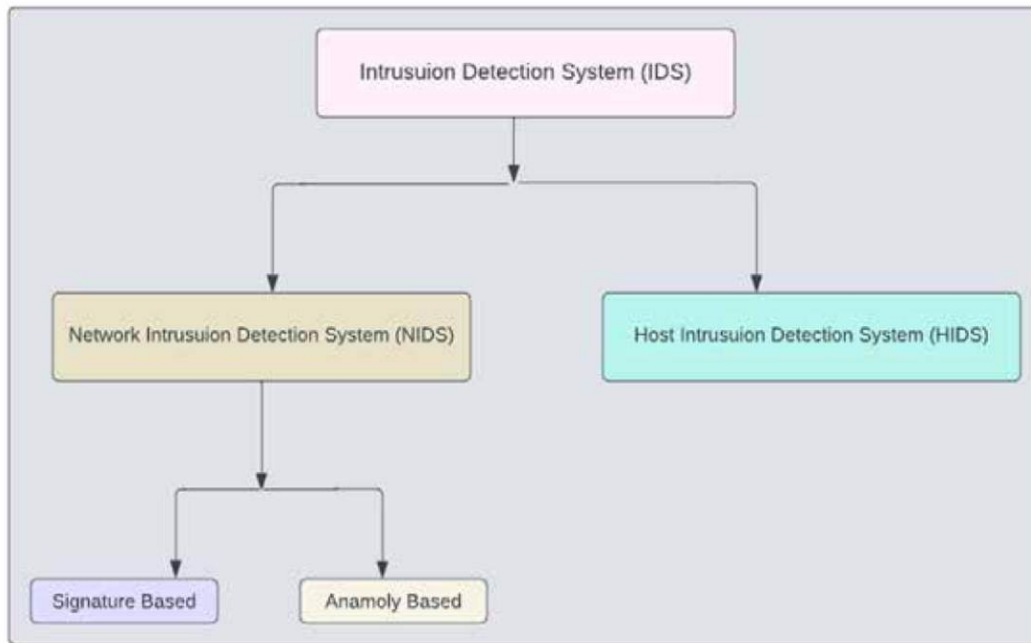 Intrusuion Detection System (IDS)
Network Intrusuion Detection System (NIDS)
Host Intrusuion Detection System (HIDS)
Signature Based
Anamoly Based